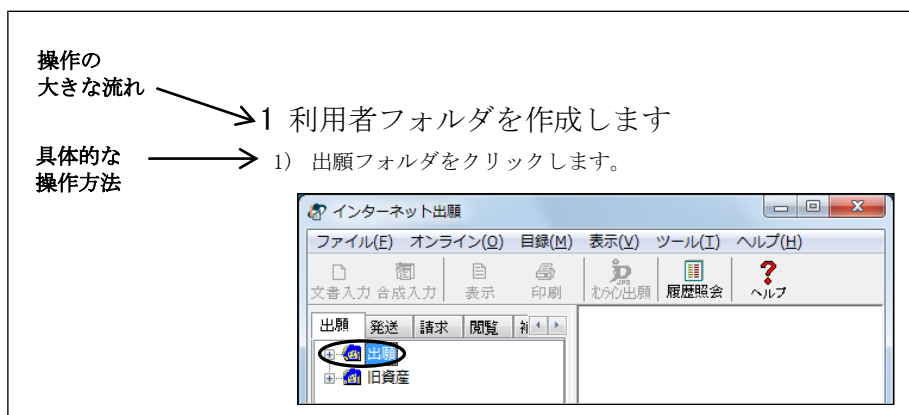 操作の
大きな流れ
1 利用者フォルダを作成します
具体的な
操作方法
1) 出願フォルダをクリックします。
インターネット出願
ファイル(F) オンライン(O) 目録(M) 表示(V) ツール(T) ヘルプ(H)
文書入力 合成入力 表示 印刷 オンライン出願 履歴照会 ヘルプ
出願 発送 請求 閲覧
出願
旧資産